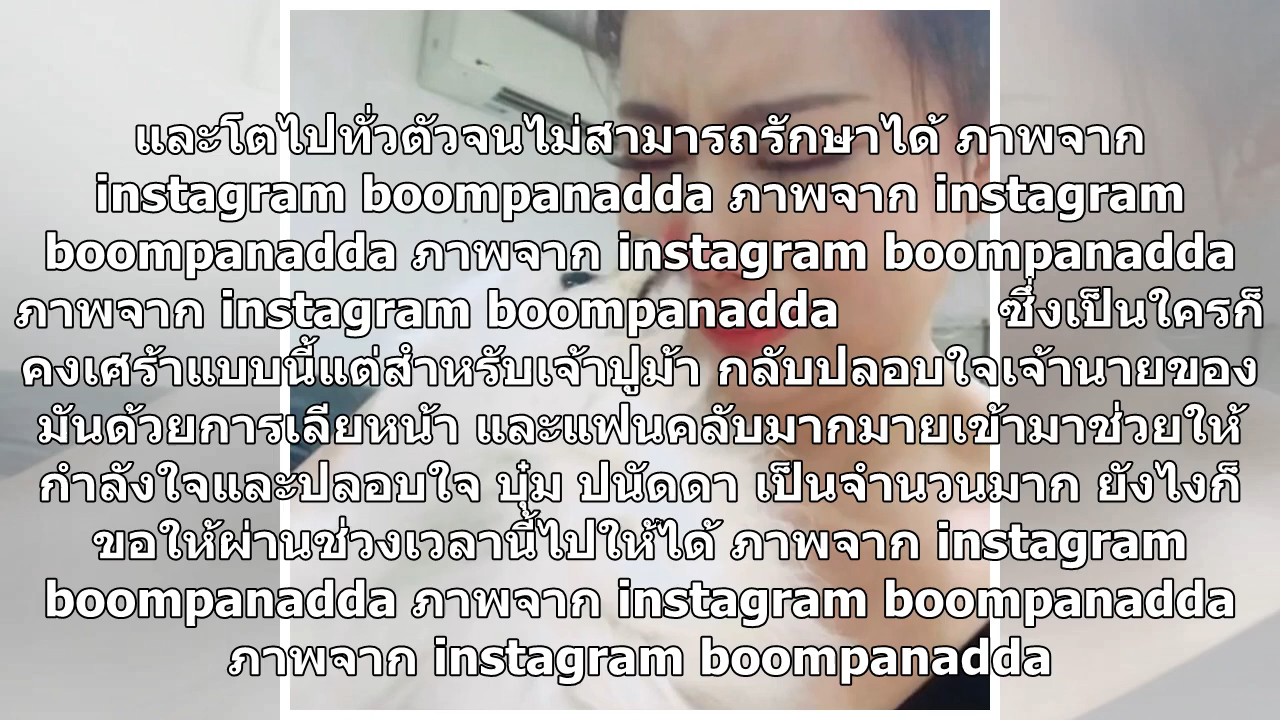 และโตไปทั่วตัวจนไม่สามารถรักษาได้ ภาพจาก
instagram boompanadda ภาพจาก instagram
boompanadda ภาพจาก instagram boompanadda
ภาพจาก instagram boompanadda ซึ่งเป็นใครก็
คงเศร้าแบบนี้แต่สำหรับเจ้าปูม้า กลับปลอบใจเจ้านายของ
มันด้วยการเลียหน้า และแฟนคลับมากมายเข้ามาช่วยให้
กำลังใจและปลอบใจ บุ๋ม ปนัดดา เป็นจำนวนมาก ยังไงก็
ขอให้ผ่านช่วงเวลานี้ไปให้ได้ ภาพจาก instagram
boompanadda ภาพจาก instagram boompanadda
ภาพจาก instagram boompanadda